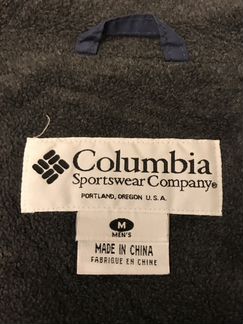 Columbia
Sportswear Company®
PORTLAND, OREGON U.S.A.
M
MEN'S
MADE IN CHINA
FABRIQUE EN CHINE